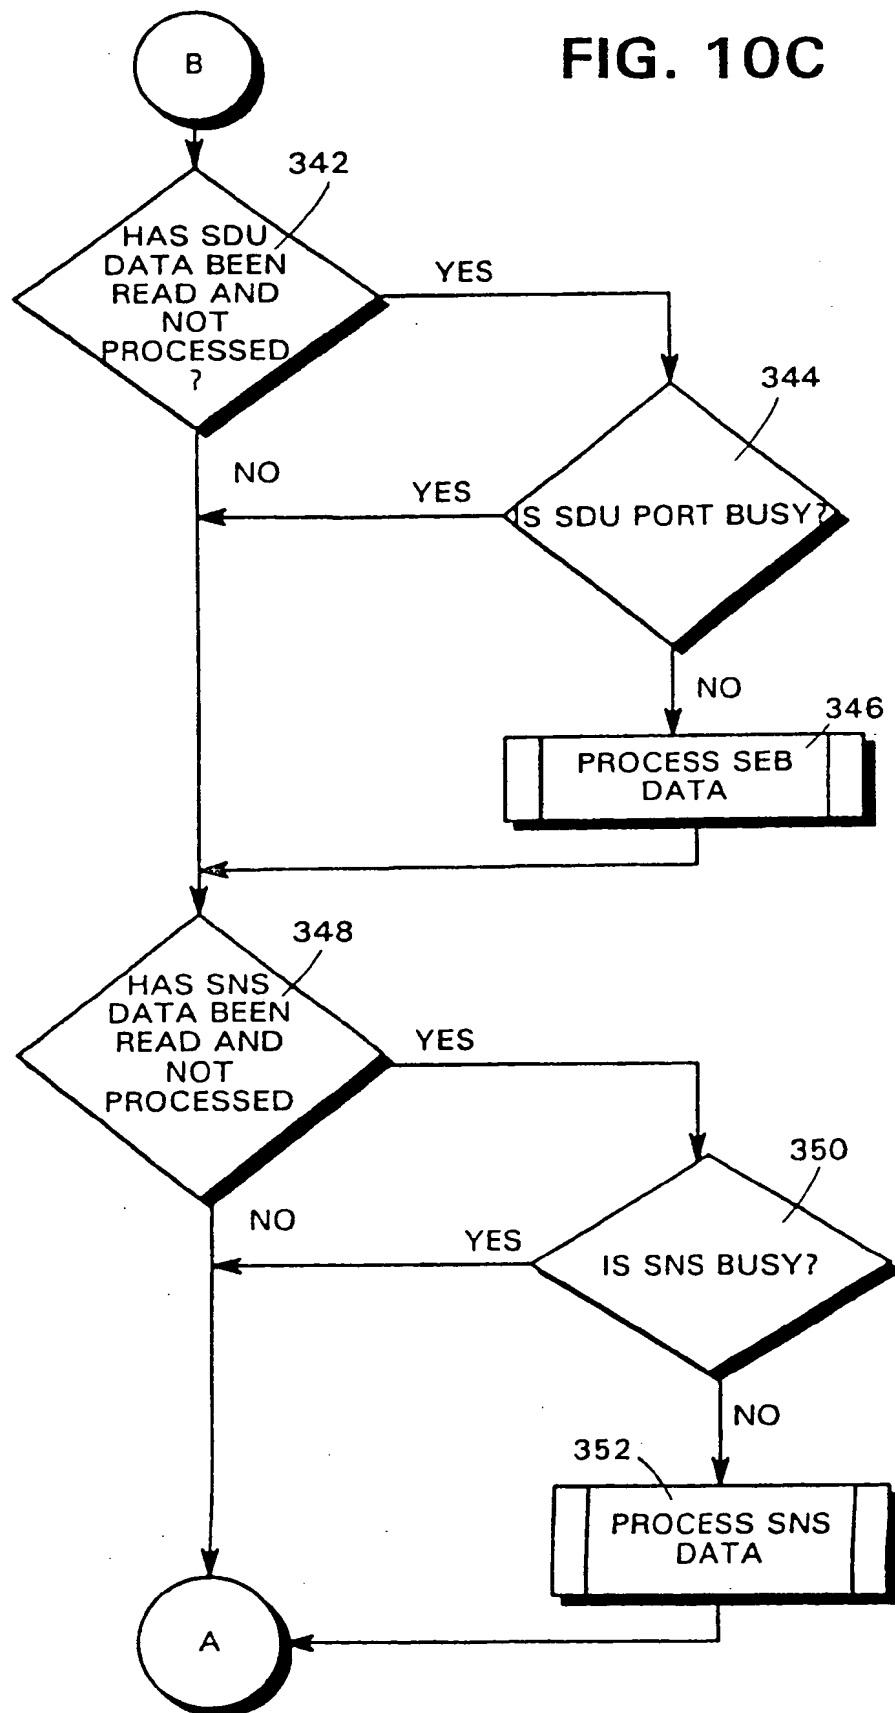 FIG. 10C
B
342
HAS SDU
DATA BEEN
READ AND
NOT
PROCESSED
?
YES
NO
344
YES
IS SDU PORT BUSY?
NO
346
PROCESS SEB
DATA
348
HAS SNS
DATA BEEN
READ AND
NOT
PROCESSED
YES
NO
350
YES
IS SNS BUSY?
NO
352
PROCESS SNS
DATA
A